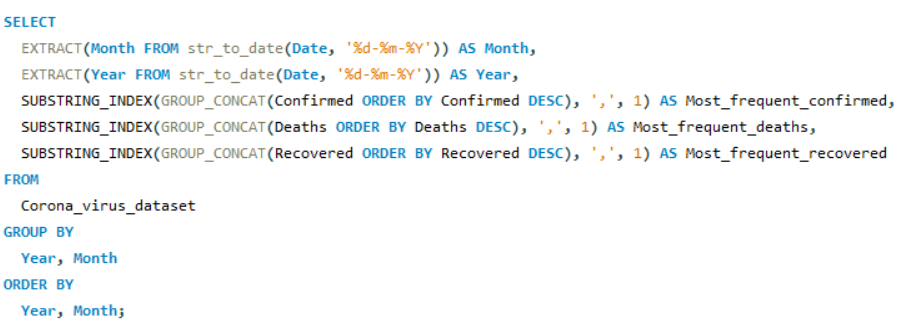 SELECT
EXTRACT(Month FROM str_to_date(Date, '%d-%m-%Y')) AS Month,
EXTRACT(Year FROM str_to_date(Date, '%d-%m-%Y')) AS Year,
SUBSTRING_INDEX(GROUP_CONCAT(Confirmed ORDER BY Confirmed DESC), ',', 1) AS Most_frequent_confirmed,
SUBSTRING_INDEX(GROUP_CONCAT(Deaths ORDER BY Deaths DESC), ',', 1) AS Most_frequent_deaths,
SUBSTRING_INDEX(GROUP_CONCAT(Recovered ORDER BY Recovered DESC), ',', 1) AS Most_frequent_recovered
FROM
Corona_virus_dataset
GROUP BY
Year, Month
ORDER BY
Year, Month;